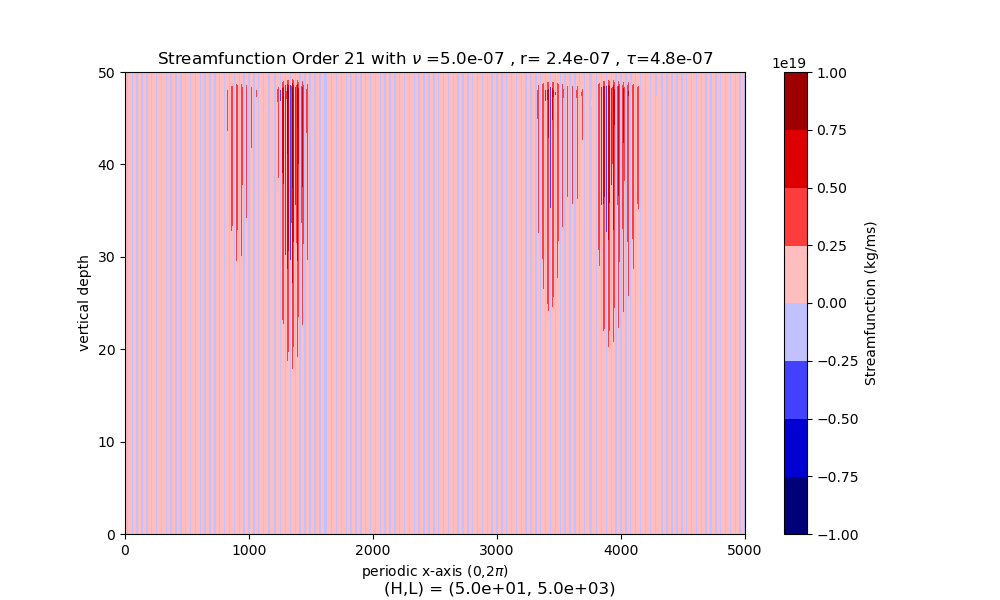 Streamfunction Order 21 with ν =5.0e-07 , r= 2.4e-07 , τ=4.8e-07
1e19
50
40
30
20
10
0
vertical depth
0 1000 2000 3000 4000 5000
periodic x-axis (0,2π)
(H,L) = (5.0e+01, 5.0e+03)
1.00
0.75
0.50
0.25
0.00
−0.25
−0.50
−0.75
−1.00
Streamfunction (kg/ms)